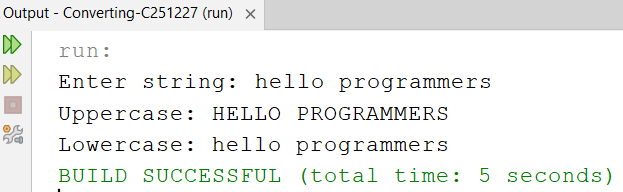 Output - Converting-C251227 (run) ×
run:
Enter string: hello programmers
Uppercase: HELLO PROGRAMMERS
Lowercase: hello programmers
BUILD SUCCESSFUL (total time: 5 seconds)